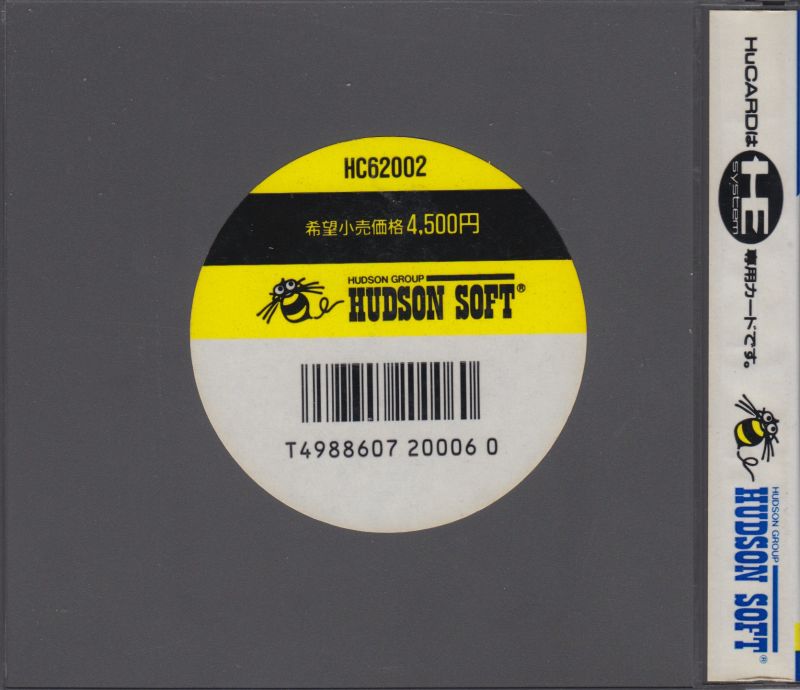 HC62002
希望小売価格4,500円
HUDSON GROUP
HUDSON SOFT®
T4988607 20006 0
HuCARDは HE system 専用カードです。
HUDSON GROUP
HUDSON SOFT®